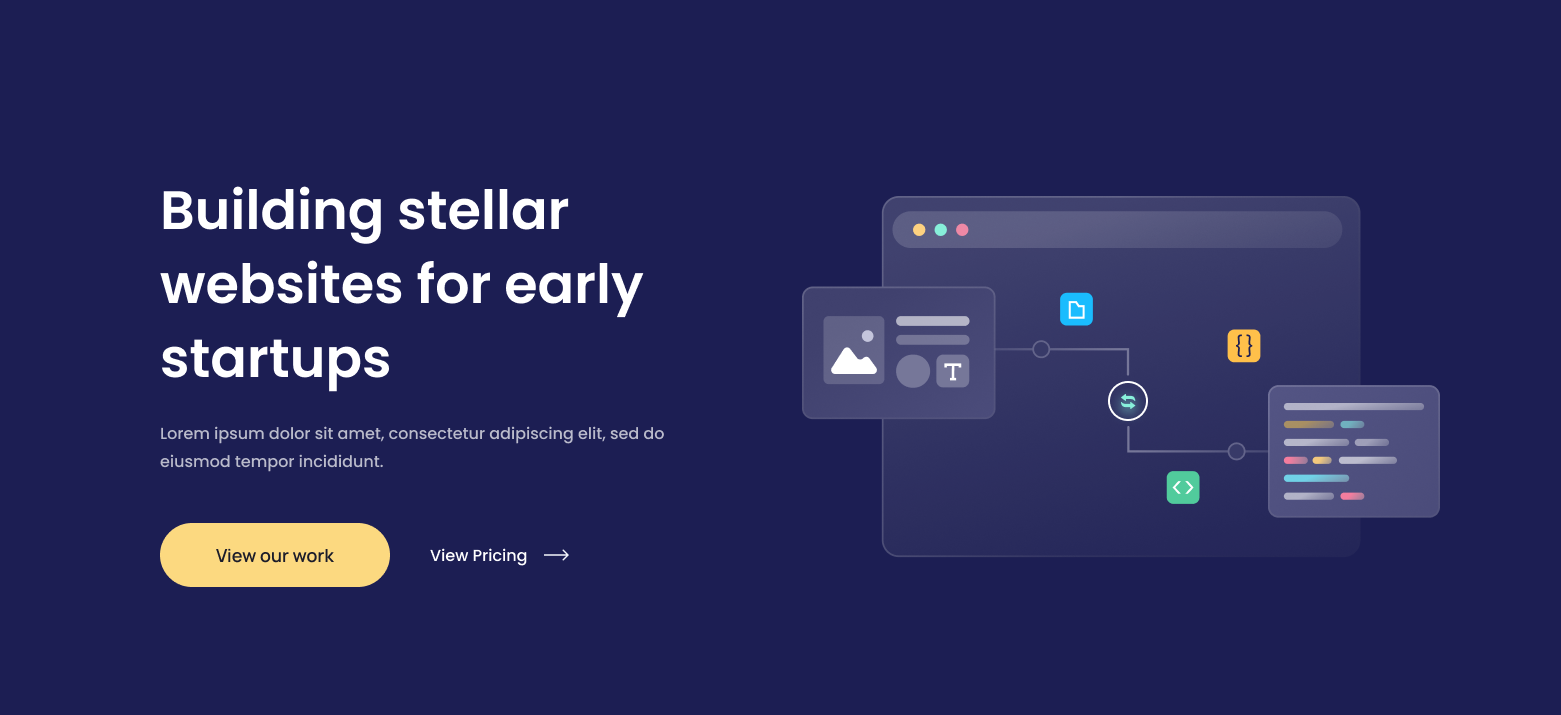 Building stellar
websites for early
startups
Lorem ipsum dolor sit amet, consectetur adipiscing elit, sed do
eiusmod tempor incididunt.
View our work
View Pricing
T
{}
<>